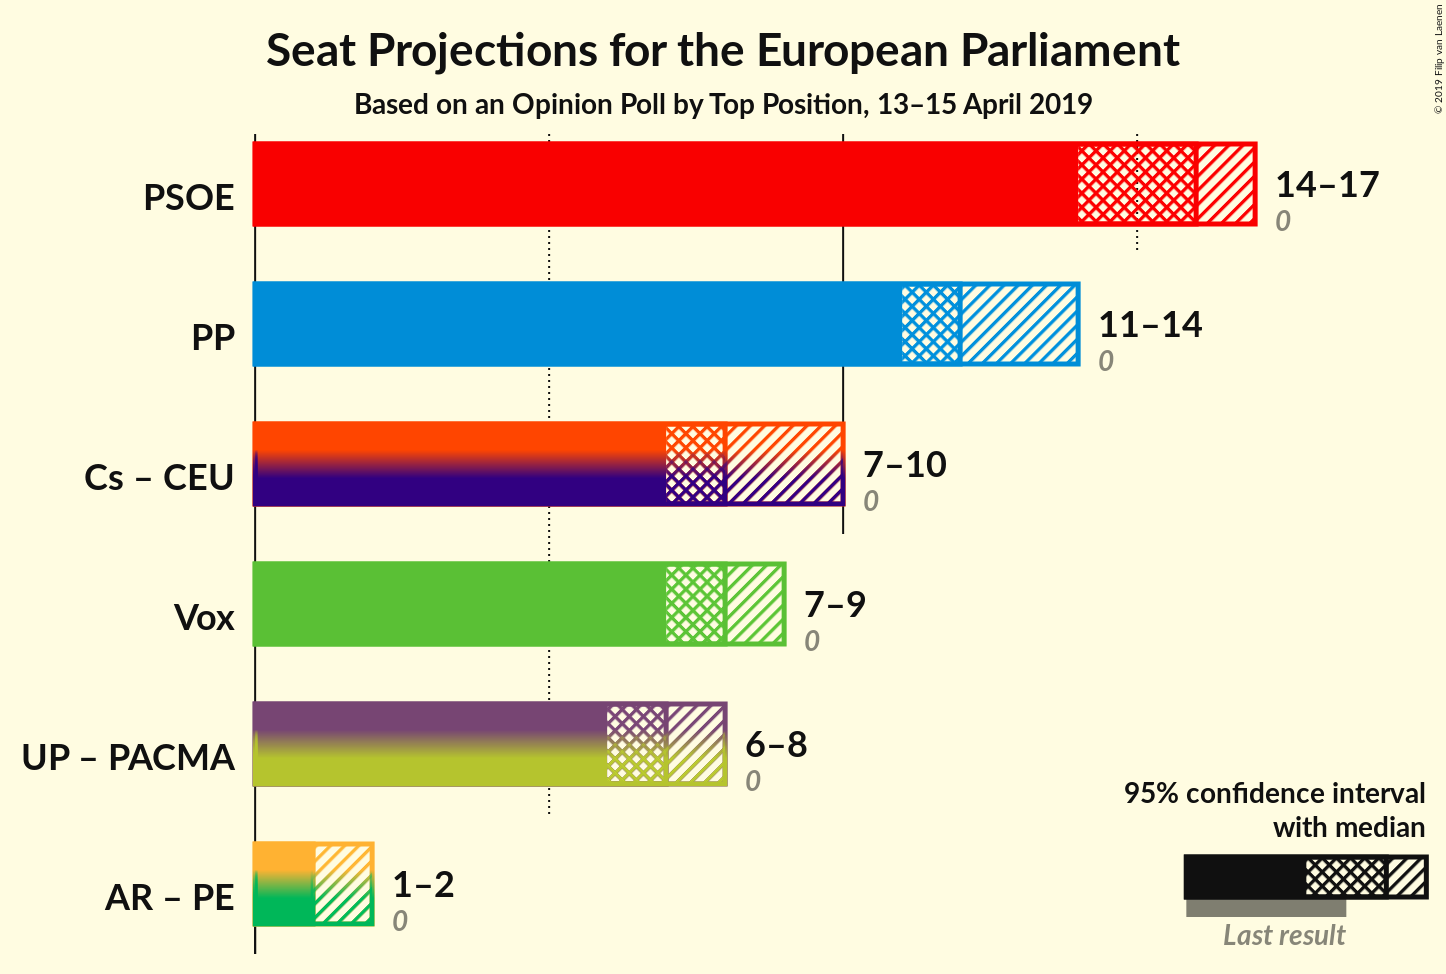 Seat Projections for the European Parliament
Based on an Opinion Poll by Top Position, 13–15 April 2019
© 2019 Filip van Laenen
PSOE
14–17
0
PP
11–14
0
Cs – CEU
7–10
0
Vox
7–9
0
UP – PACMA
6–8
0
AR – PE
1–2
0
95% confidence interval
with median
Last result